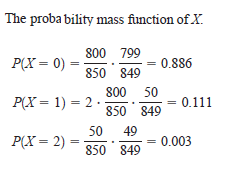 The probability mass function of X.
P(X = 0) = 800/850 · 799/849 = 0.886
P(X = 1) = 2 · 800/850 · 50/849 = 0.111
P(X = 2) = 50/850 · 49/849 = 0.003